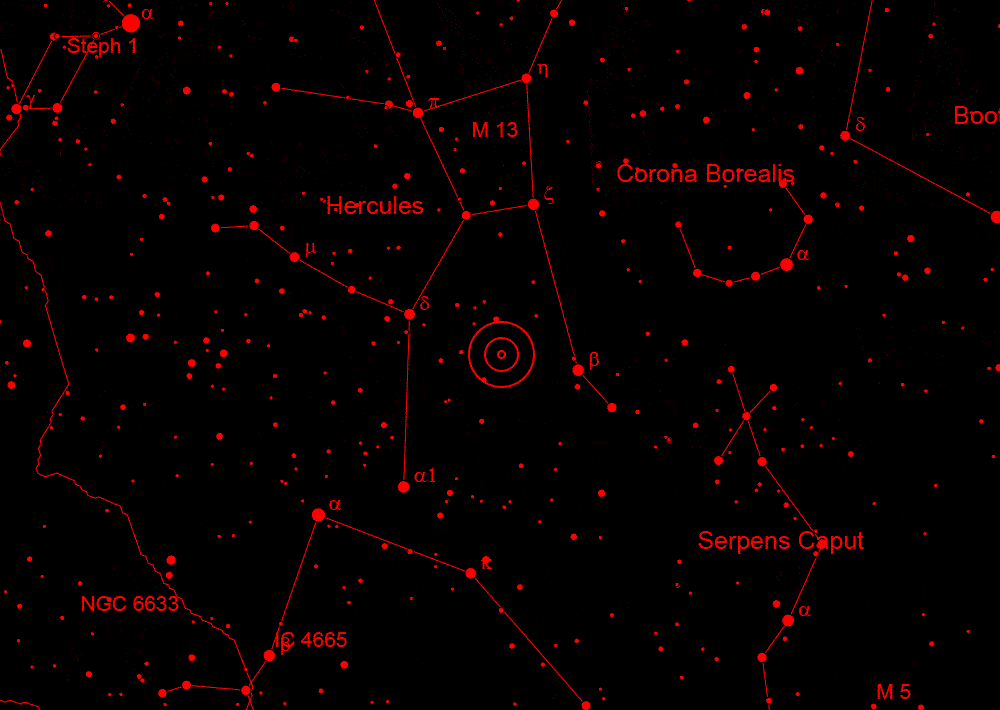 α
Steph 1
γ
π
η
M 13
δ
Boot
Corona Borealis
ζ
Hercules
μ
α
δ
β
α1
α
Serpens Caput
κ
NGC 6633
α
IC 4665
β
M 5